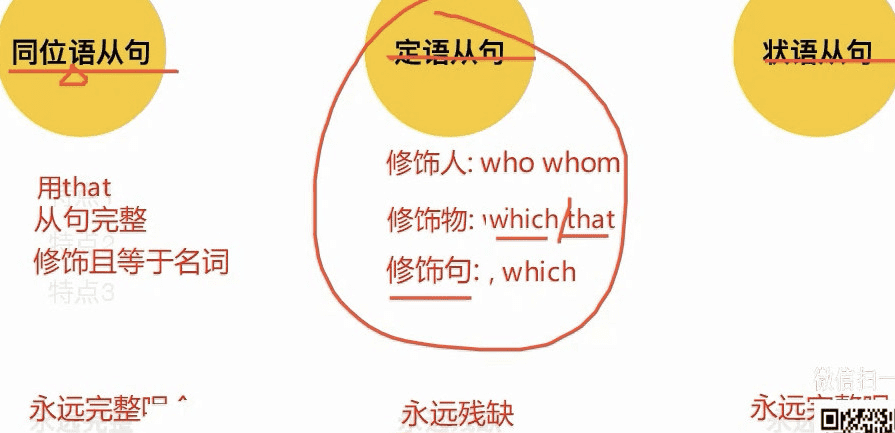 同位语从句
定语从句
状语从句
用that
从句完整
修饰且等于名词
特点3
修饰人: who whom
修饰物: which/that
修饰句: , which
永远完整
永远残缺
永远完整
微信扫一